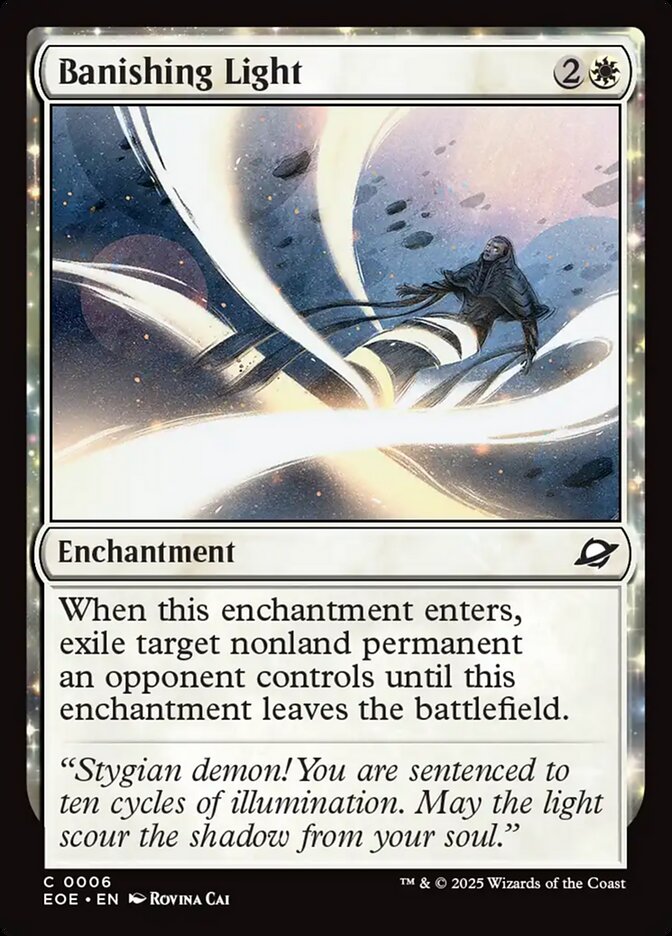 Banishing Light 2
Enchantment
When this enchantment enters,
exile target nonland permanent
an opponent controls until this
enchantment leaves the battlefield.
“Stygian demon! You are sentenced to
ten cycles of illumination. May the light
scour the shadow from your soul.”
C 0006
EOE • EN Rovina Cai
™ & © 2025 Wizards of the Coast